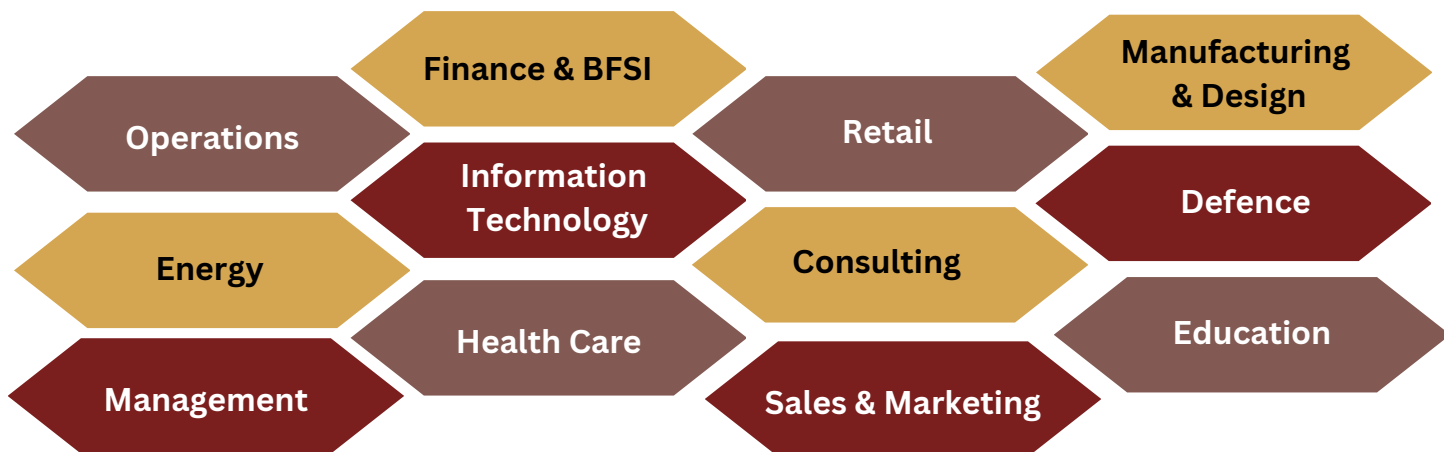 Finance & BFSI
Manufacturing
& Design
Operations
Retail
Information
Technology
Defence
Energy
Consulting
Health Care
Education
Management
Sales & Marketing